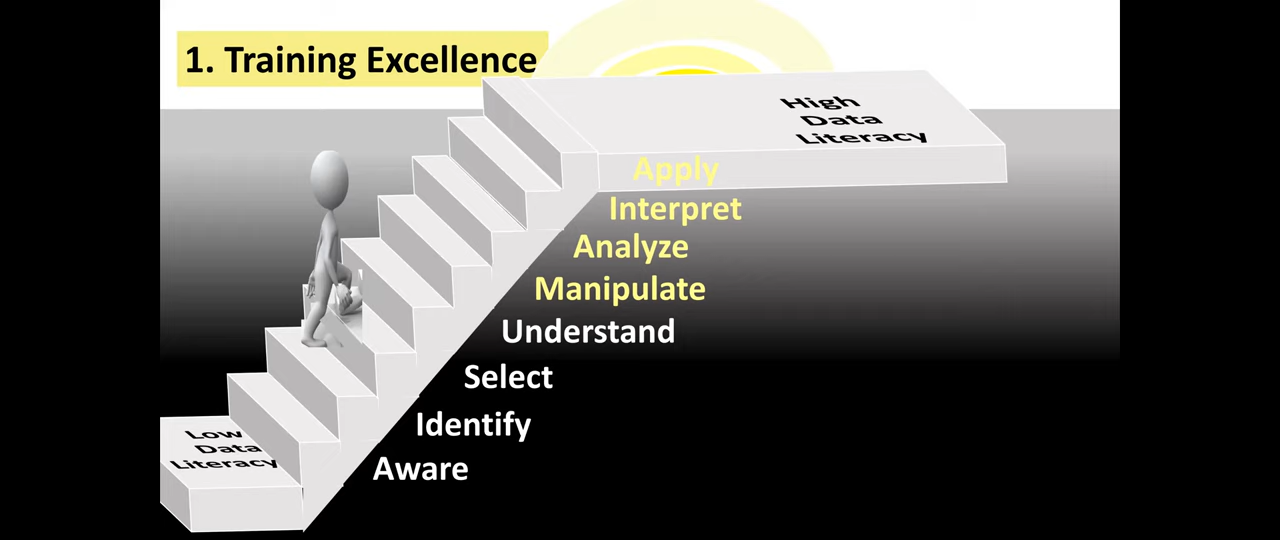 1. Training Excellence
High
Data
Literacy
Apply
Interpret
Analyze
Manipulate
Understand
Select
Identify
Aware
Low
Data
Literacy